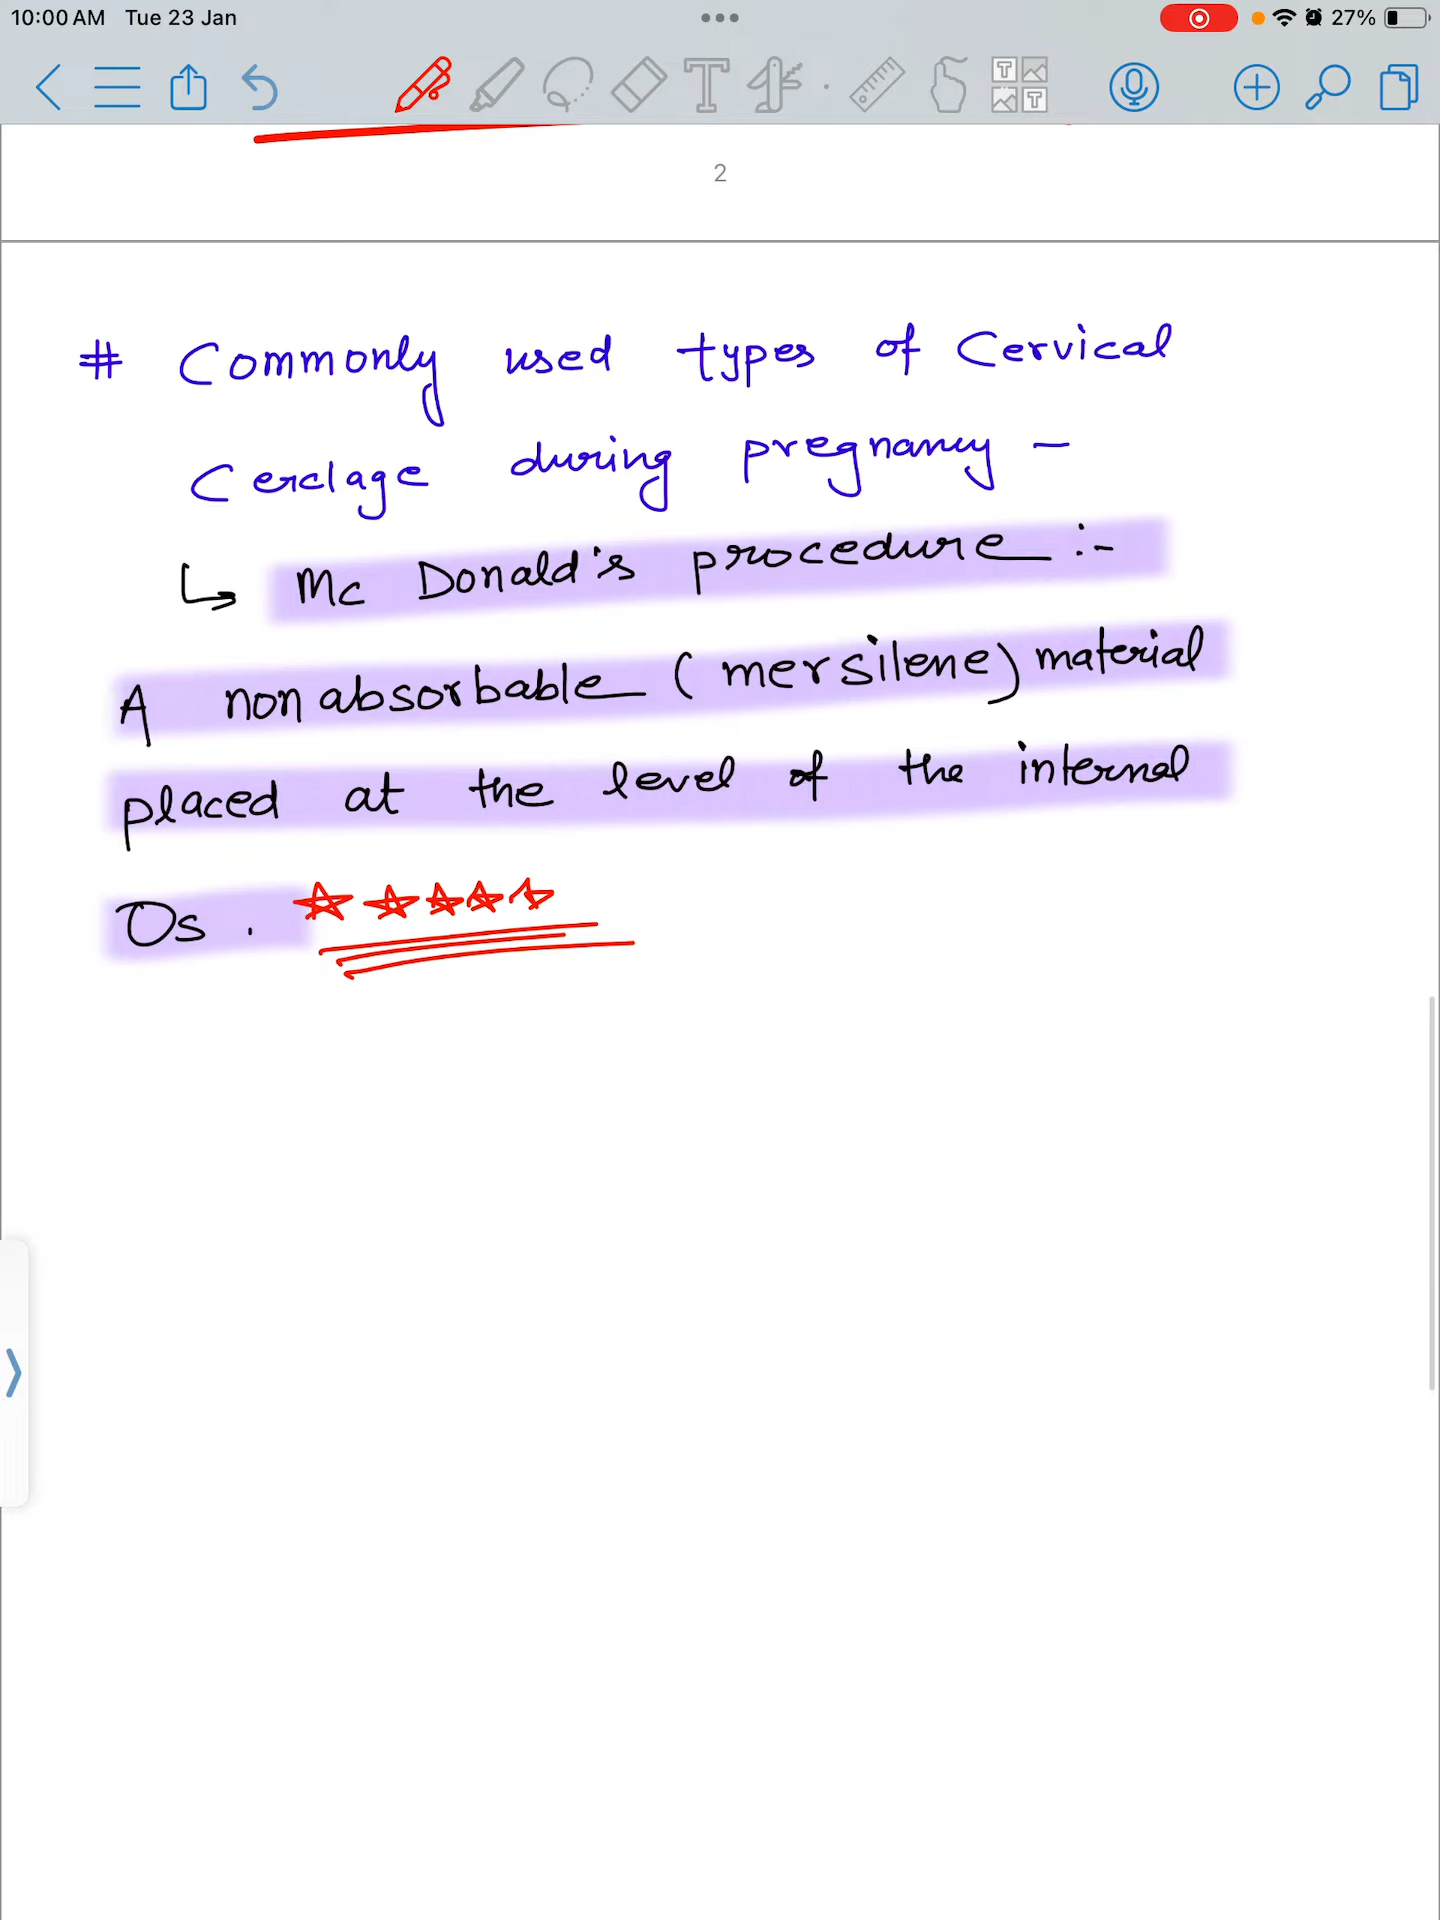 10:00 AM Tue 23 Jan
27%
2
# Commonly used types of Cervical
Cerclage during pregnancy -
↳ Mc Donald's procedure :-
A non absorbable ( mersilene) material
placed at the level of the internal
Os .